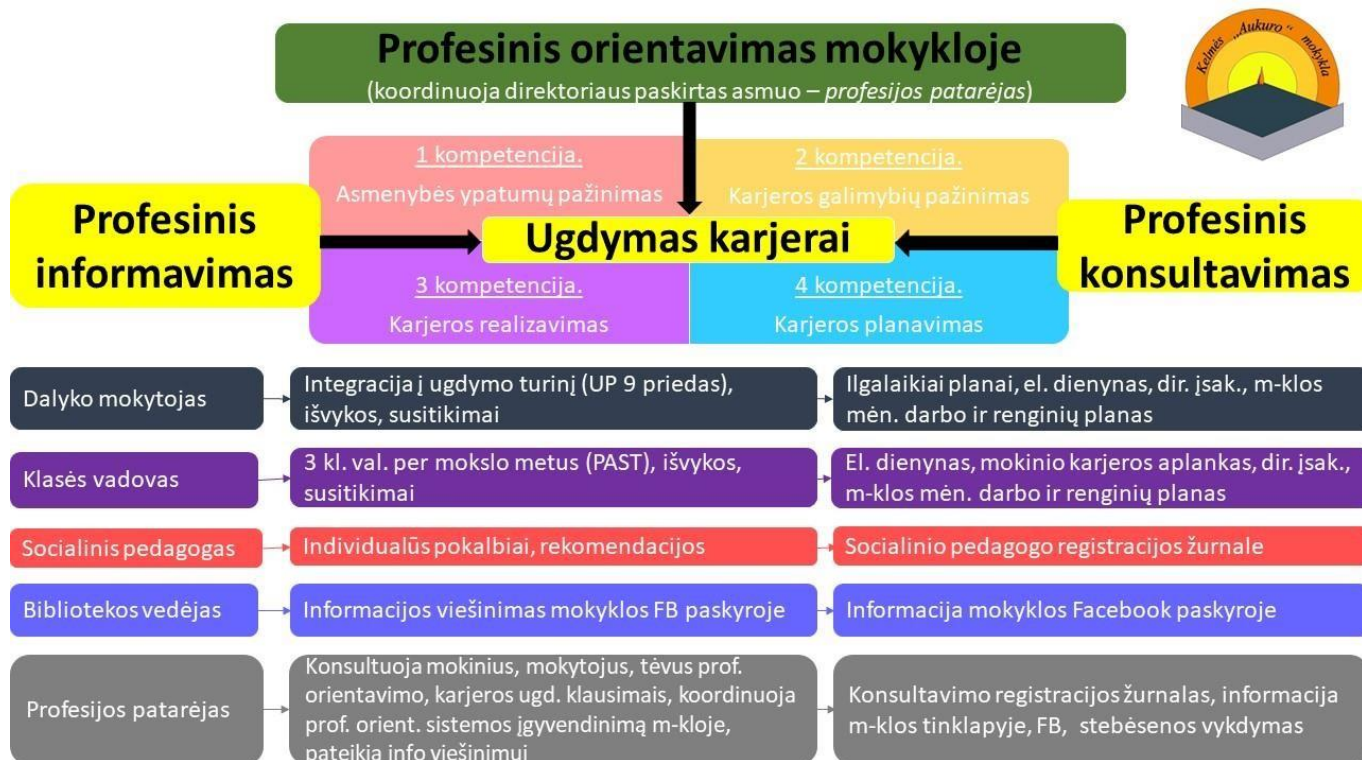 Profesinis orientavimas mokykloje
(koordinuoja direktoriaus paskirtas asmuo – profesijos patarėjas)
Kelmės „Aukuro“ mokykla
1 kompetencija.
Asmenybės ypatumų pažinimas
2 kompetencija.
Karjeros galimybių pažinimas
Profesinis
informavimas
Ugdymas karjerai
Profesinis
konsultavimas
3 kompetencija.
Karjeros realizavimas
4 kompetencija.
Karjeros planavimas
Dalyko mokytojas
Integracija į ugdymo turinį (UP 9 priedas),
išvykos, susitikimai
Ilgalaikiai planai, el. dienynas, dir. įsak., m-klos
mėn. darbo ir renginių planas
Klasės vadovas
3 kl. val. per mokslo metus (PAST), išvykos,
susitikimai
El. dienynas, mokinio karjeros aplankas, dir. įsak.,
m-klos mėn. darbo ir renginių planas
Socialinis pedagogas
Individualūs pokalbiai, rekomendacijos
Socialinio pedagogo registracijos žurnale
Bibliotekos vedėjas
Informacijos viešinimas mokyklos FB paskyroje
Informacija mokyklos Facebook paskyroje
Profesijos patarėjas
Konsultuoja mokinius, mokytojus, tėvus prof.
orientavimo, karjeros ugd. klausimais, koordinuoja
prof. orient. sistemos įgyvendinimą m-kloje,
pateikia info viešinimui
Konsultavimo registracijos žurnalas, informacija
m-klos tinklapyje, FB, stebėsenos vykdymas